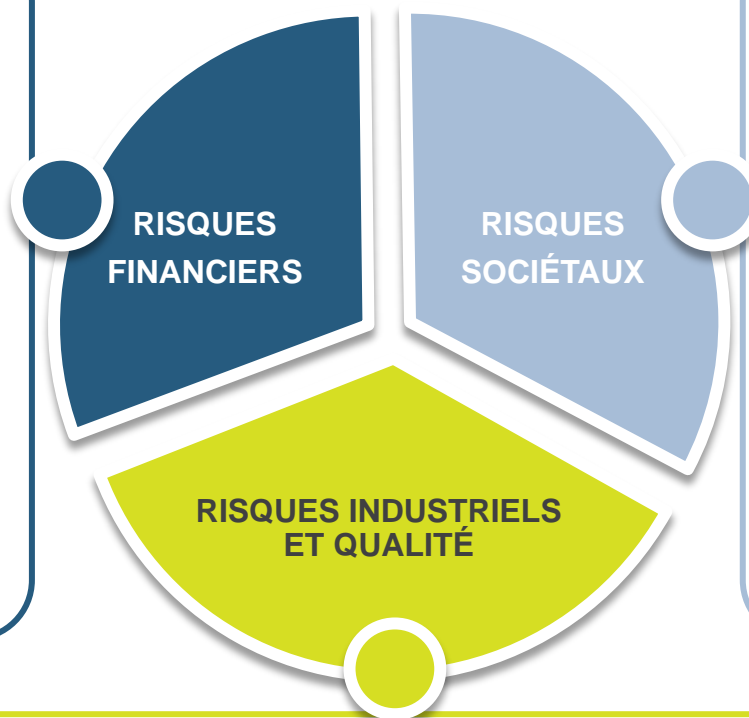 RISQUES
FINANCIERS
RISQUES
SOCIÉTAUX
RISQUES INDUSTRIELS
ET QUALITÉ